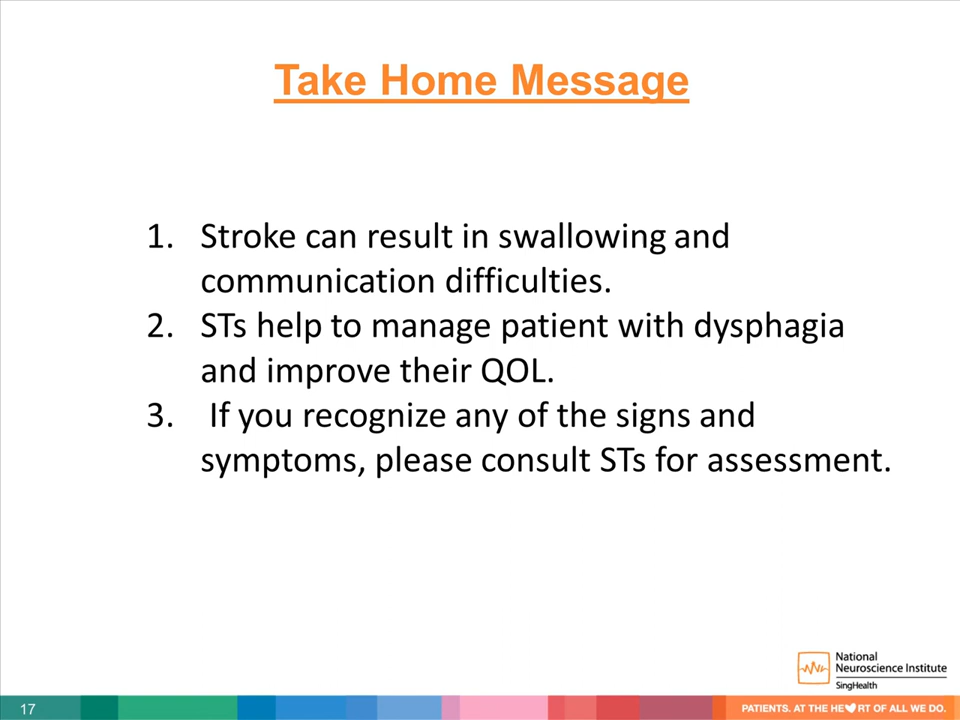 Take Home Message
1. Stroke can result in swallowing and
communication difficulties.
2. STs help to manage patient with dysphagia
and improve their QOL.
3. If you recognize any of the signs and
symptoms, please consult STs for assessment.
National
Neuroscience Institute
SingHealth
17
PATIENTS. AT THE HE♥RT OF ALL WE DO.